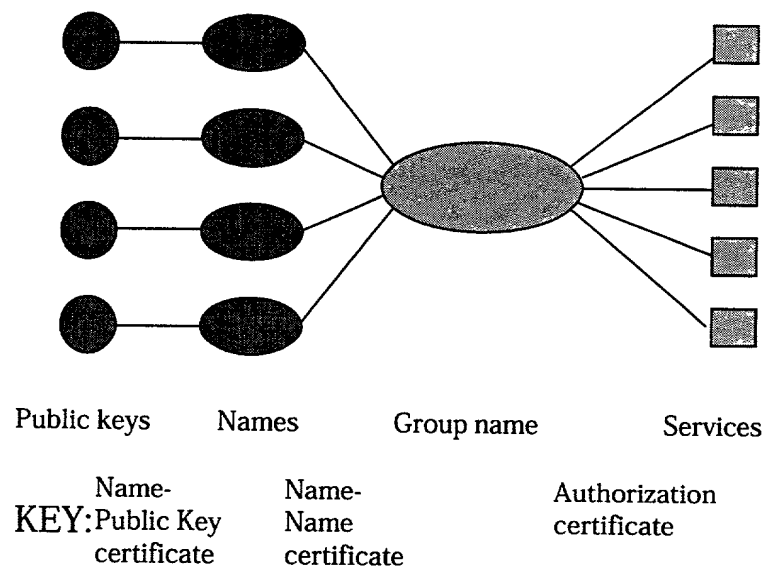 Public keys Names Group name Services
Name- Name- Authorization
KEY: Public Key Name certificate
certificate certificate